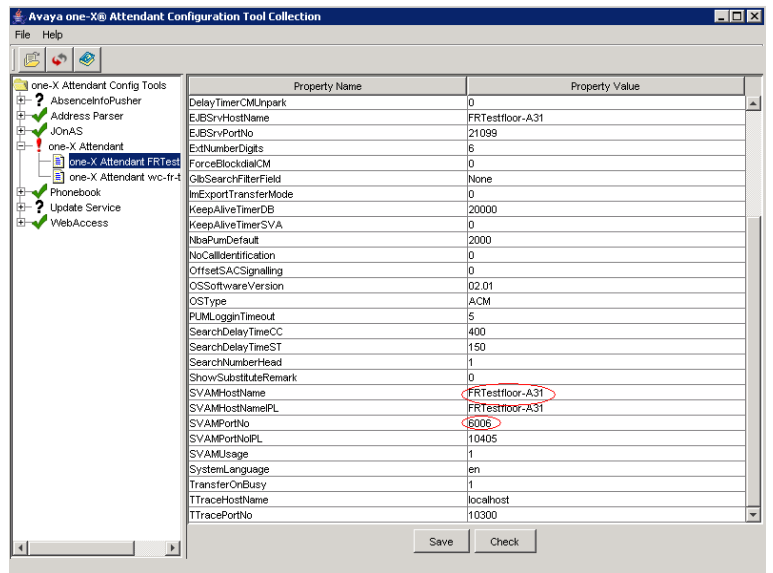 Avaya one-X® Attendant Configuration Tool Collection
File Help
one-X Attendant Config Tools
? AbsenceInfoPusher
Address Parser
JOnAS
! one-X Attendant
one-X Attendant FRTest
one-X Attendant wc-fr-t
Phonebook
? Update Service
WebAccess
Property Name Property Value
DelayTimerCMUnpark 0
EJBSrvHostName FRTestfloor-A31
EJBSrvPortNo 21099
ExtNumberDigits 6
ForceBlockdialCM 0
GlbSearchFilterField None
ImExportTransferMode 0
KeepAliveTimerDB 20000
KeepAliveTimerSVA 0
NbaPumDefault 2000
NoCallIdentification 0
OffsetSACSignalling 0
OSSoftwareVersion 02.01
OSType ACM
PUMLogginTimeout 5
SearchDelayTimeCC 400
SearchDelayTimeST 150
SearchNumberHead 1
ShowSubstituteRemark 0
SVAMHostName FRTestfloor-A31
SVAMHostNameIPL FRTestfloor-A31
SVAMPortNo 6006
SVAMPortNoIPL 10405
SVAMUsage 1
SystemLanguage en
TransferOnBusy 1
TTraceHostName localhost
TTracePortNo 10300
Save Check